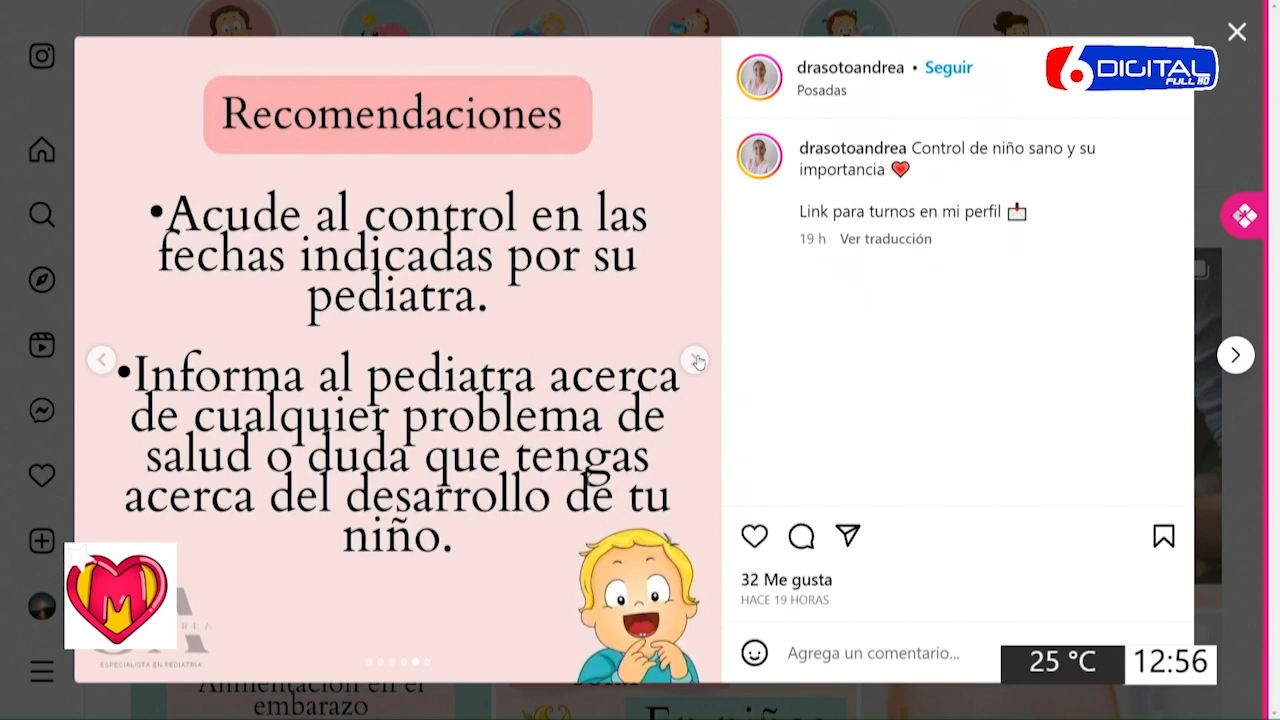 Recomendaciones
•Acude al control en las
fechas indicadas por su
pediatra.
•Informa al pediatra acerca
de cualquier problema de
salud o duda que tengas
acerca del desarrollo de tu
niño.
ESPECIALISTA EN PEDIATRIA
drasotoandrea • Seguir
Posadas
6 DIGITAL
FULL HD
drasotoandrea Control de niño sano y su
importancia ❤️
Link para turnos en mi perfil 📩
19 h Ver traducción
32 Me gusta
HACE 19 HORAS
Agrega un comentario...
25 °C 12:56
M
Alimentación en el
embarazo
En niños